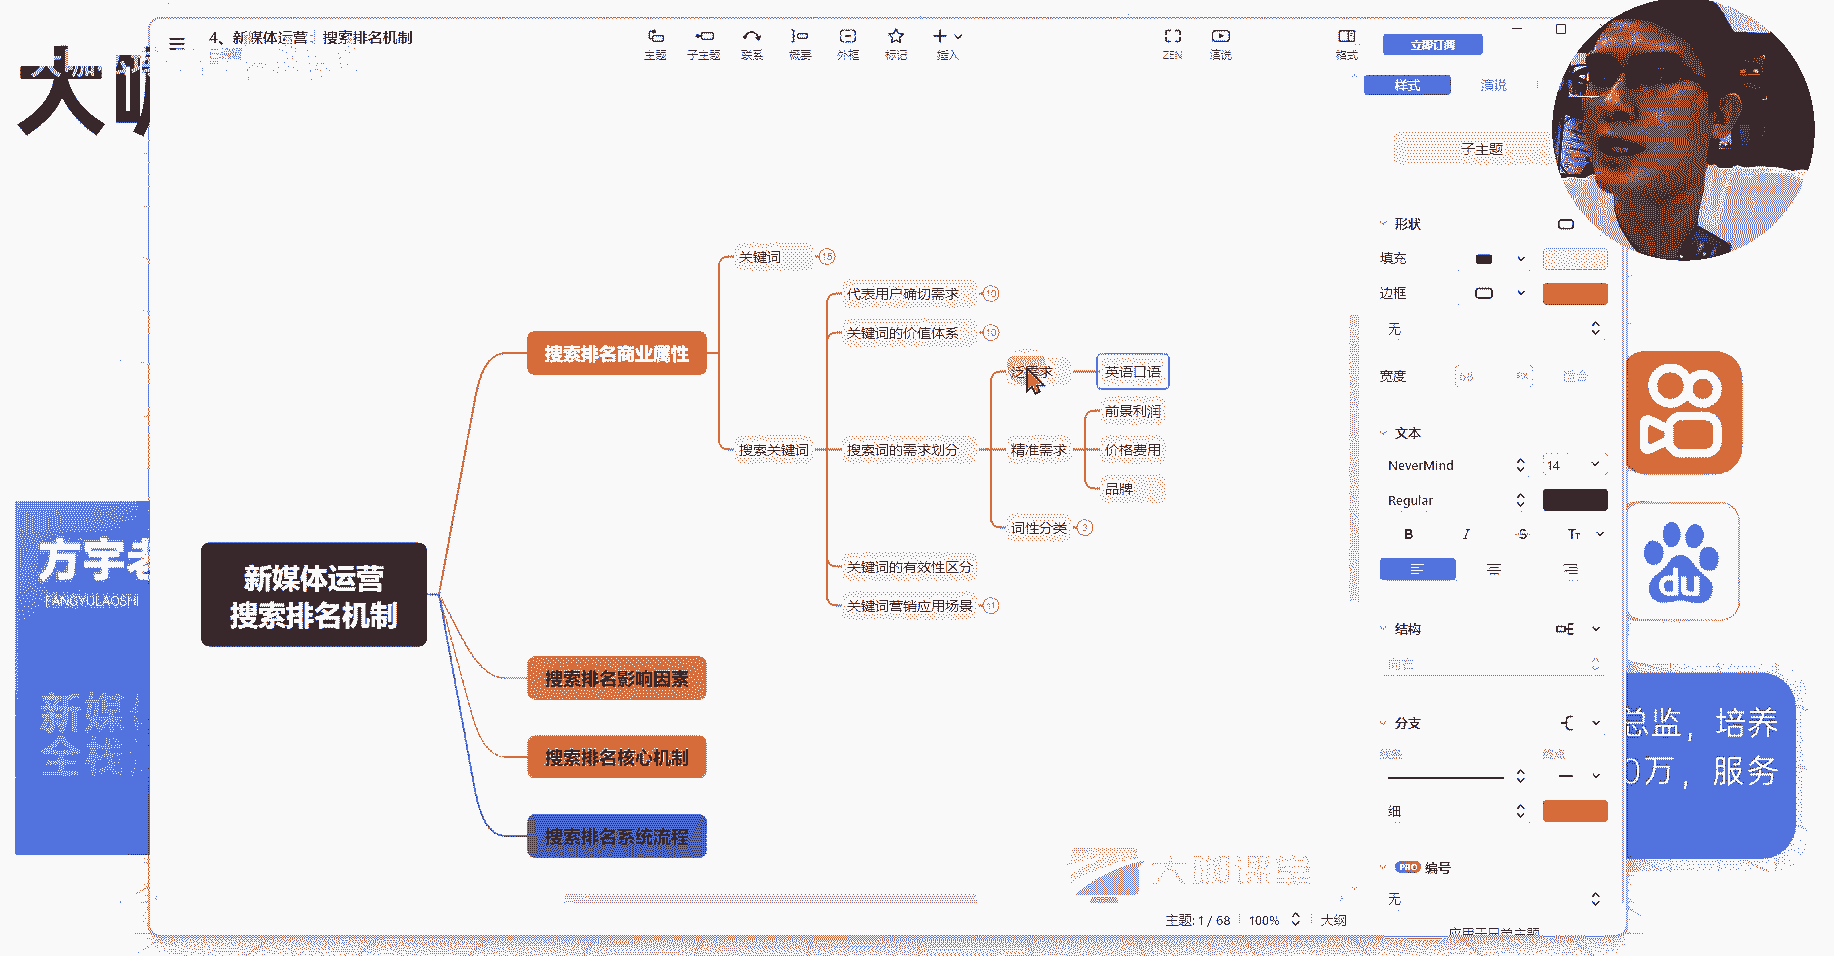 4、新媒体运营：搜索排名机制
主题
子主题
联系
概要
外框
标记
插入
ZEN
演说
格式
立即订阅
样式
演说
子主题
形状
填充
边框
无
宽度
68
文本
NeverMind
14
Regular
B
I
S
TT
结构
分支
细
PRO 编号
无
新媒体运营
搜索排名机制
搜索排名商业属性
关键词
15
搜索关键词
代表用户确切需求
10
关键词的价值体系
10
搜索词的需求划分
泛需求
英语口语
精准需求
前景利润
价格费用
品牌
词性分类
3
关键词的有效性区分
关键词营销应用场景
11
搜索排名影响因素
搜索排名核心机制
搜索排名系统流程
大咖课堂
主题: 1 / 68
100%
大纲
方宇老
FANGYULAOSHI
新媒体
全栈
du
总监，培养
0万，服务